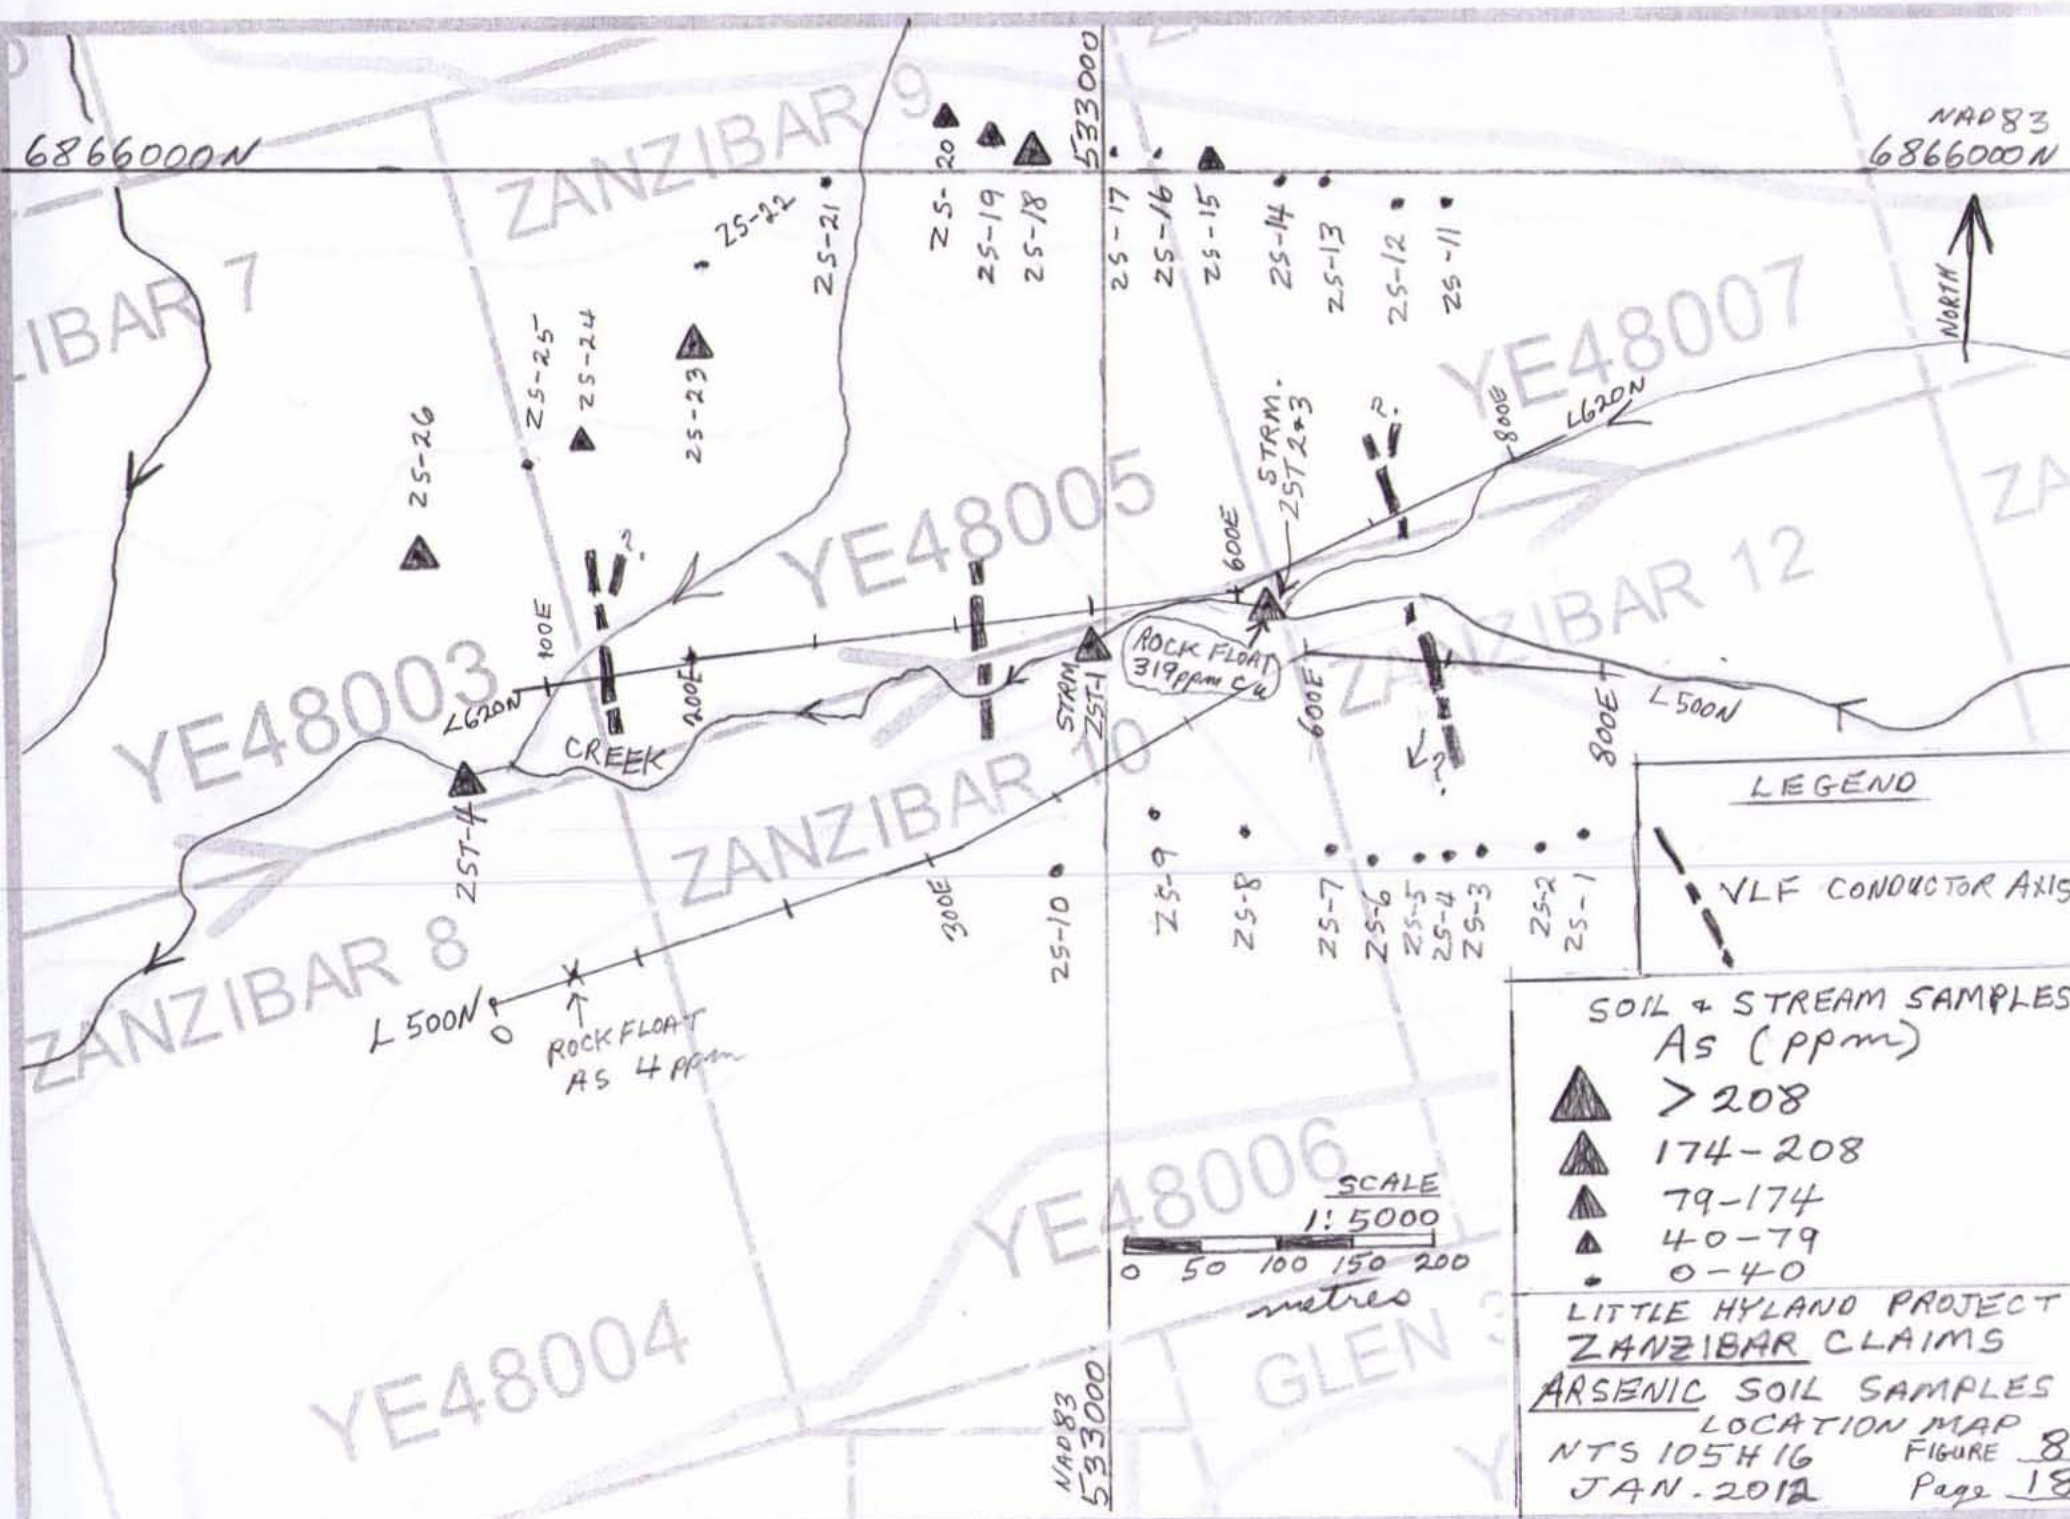 533000
NAD83
6866000N
6866000N
ZANZIBAR 9
ZS-20
ZS-19
ZS-18
ZS-17
ZS-16
ZS-15
ZS-14
ZS-13
ZS-12
ZS-11
ZS-22
ZS-21
NORTH
IBAR 7
ZS-25
ZS-24
ZS-23
ZS-26
YE48007
STRM.
ZST 2&3
?
800E
L620N
YE48005
600E
?
100E
ZANZIBAR 12
ROCK FLOAT
319ppm Cu
YE48003
L620N
200E
STRM
ZST-1
600E
800E
L500N
CREEK
?
ZANZIBAR 10
ZST-4
300E
ZS-10
ZS-9
ZS-8
ZS-7
ZS-6
ZS-5
ZS-4
ZS-3
ZS-2
ZS-1
LEGEND
VLF CONDUCTOR AXIS
ZANZIBAR 8
L 500N
0
ROCK FLOAT
AS 4 ppm
SOIL & STREAM SAMPLES
As (ppm)
> 208
174-208
79-174
40-79
0-40
YE48006
SCALE
1:5000
0 50 100 150 200
metres
YE48004
GLEN 3
NAD83
533000
LITTLE HYLAND PROJECT
ZANZIBAR CLAIMS
ARSENIC SOIL SAMPLES
LOCATION MAP
NTS 105H16 FIGURE 8
JAN. 2012 Page 18